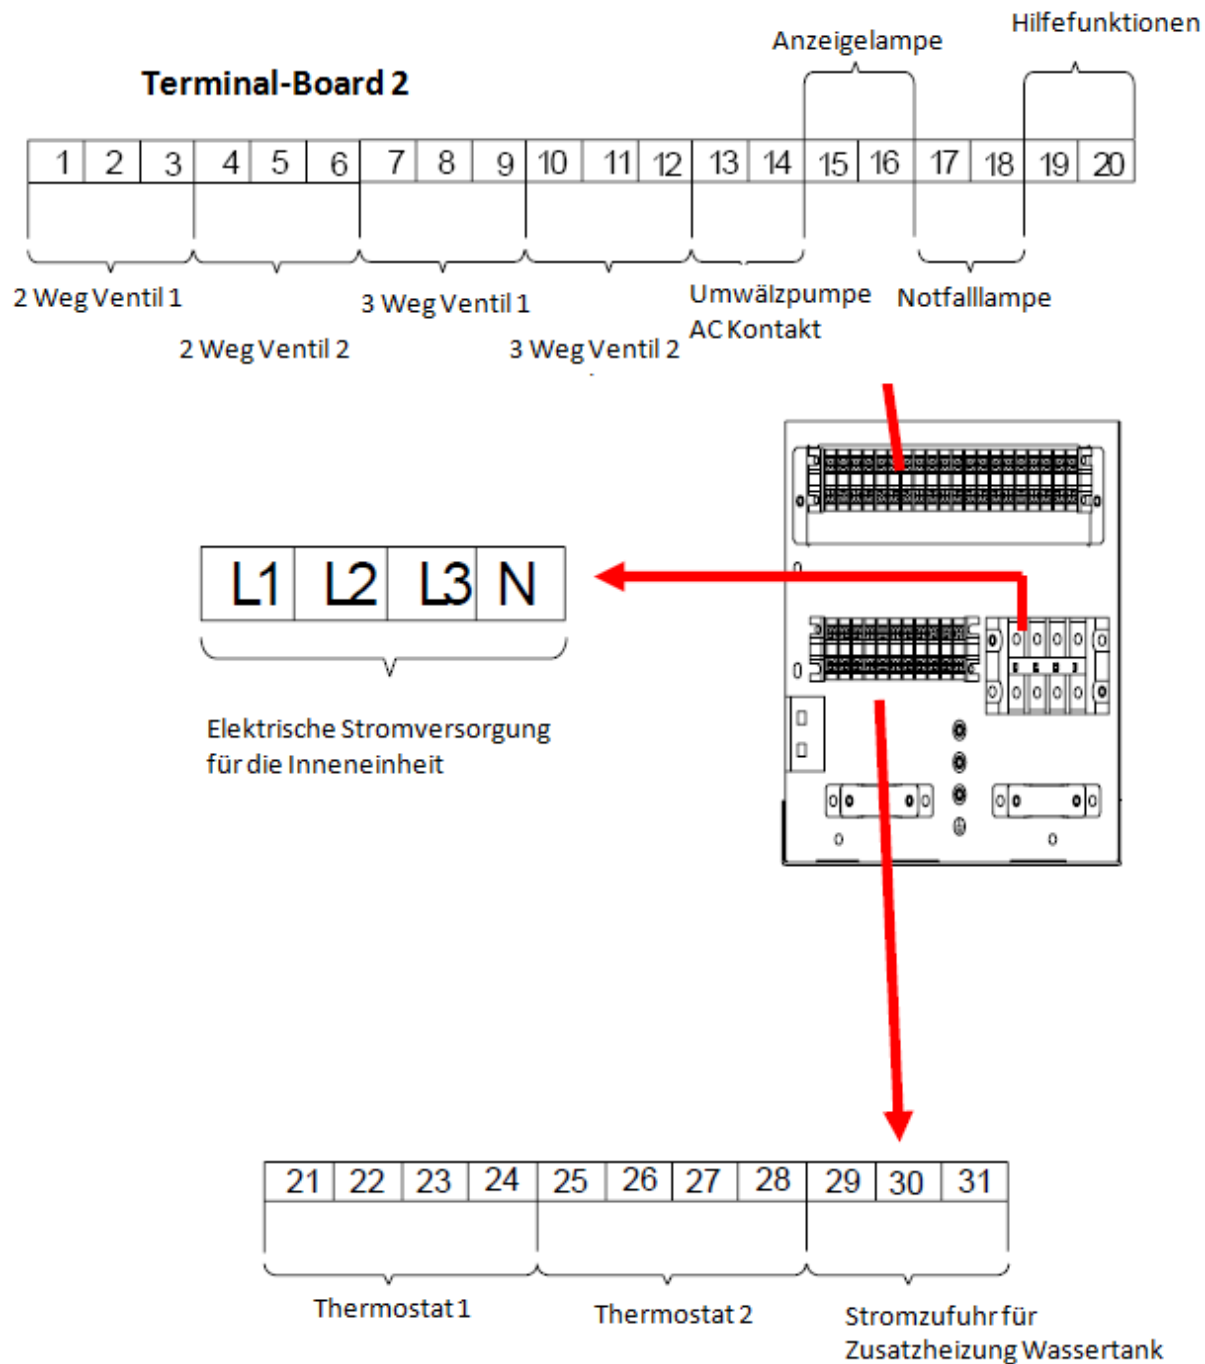 Hilfefunktionen
Anzeigelampe
Terminal-Board 2
1 2 3 4 5 6 7 8 9 10 11 12 13 14 15 16 17 18 19 20
2 Weg Ventil 1
2 Weg Ventil 2
3 Weg Ventil 1
3 Weg Ventil 2
Umwälzpumpe
AC Kontakt
Notfalllampe
L1 L2 L3 N
Elektrische Stromversorgung
für die Inneneinheit
21 22 23 24 25 26 27 28 29 30 31
Thermostat 1
Thermostat 2
Stromzufuhr für
Zusatzheizung Wassertank